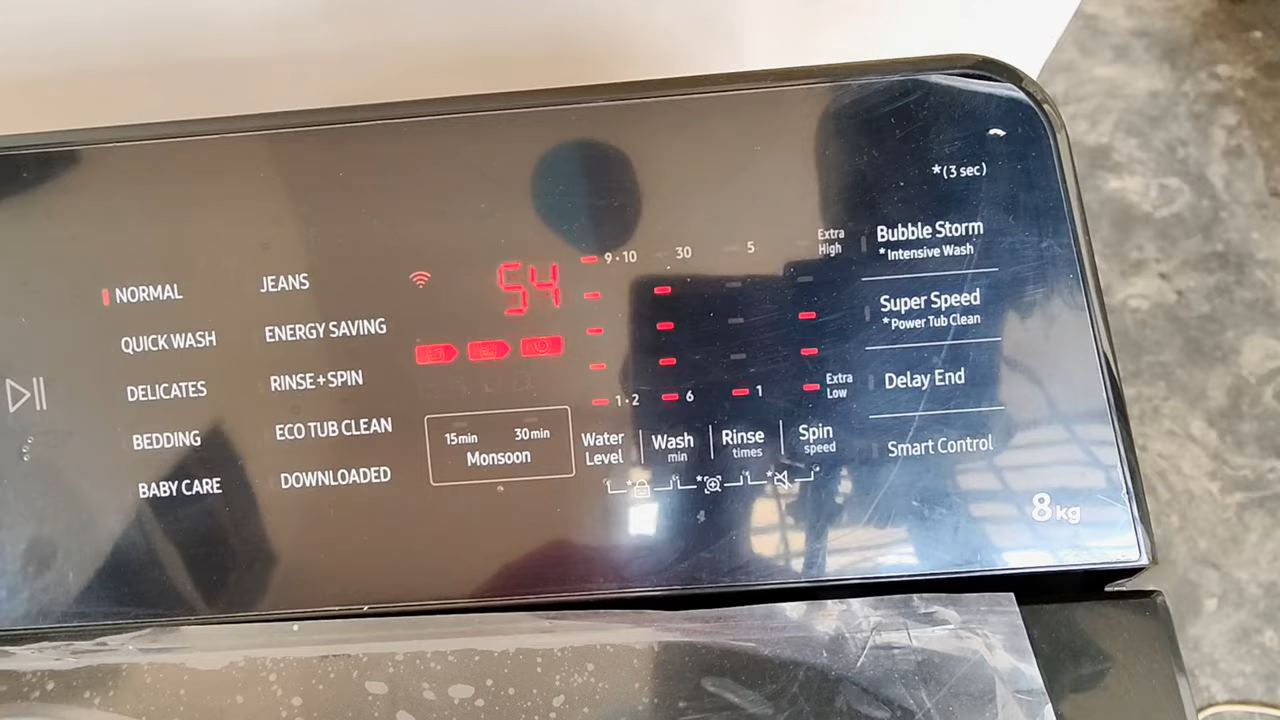 *(3 sec)
NORMAL
QUICK WASH
DELICATES
BEDDING
BABY CARE
JEANS
ENERGY SAVING
RINSE+SPIN
ECO TUB CLEAN
DOWNLOADED
54
15min 30min
Monsoon
9·10
1·2
Water
Level
30
6
Wash
min
5
1
Rinse
times
Extra
High
Extra
Low
Spin
speed
Bubble Storm
* Intensive Wash
Super Speed
* Power Tub Clean
Delay End
Smart Control
8kg